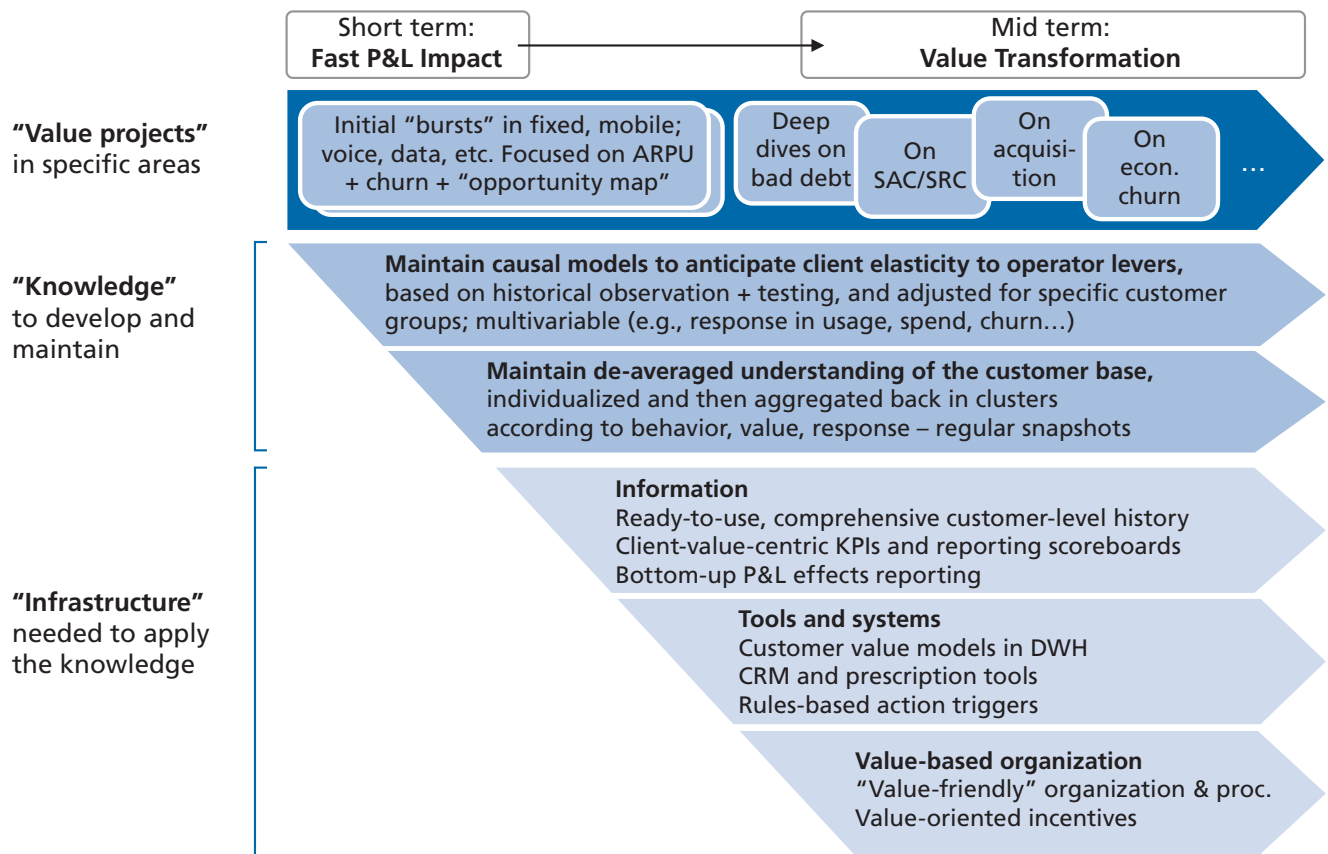 Short term:
Fast P&L Impact
Mid term:
Value Transformation
“Value projects”
in specific areas
Initial “bursts” in fixed, mobile;
voice, data, etc. Focused on ARPU
+ churn + “opportunity map”
Deep
dives on
bad debt
On
SAC/SRC
On
acquisi-
tion
On
econ.
churn
...
“Knowledge”
to develop and
maintain
Maintain causal models to anticipate client elasticity to operator levers,
based on historical observation + testing, and adjusted for specific customer
groups; multivariable (e.g., response in usage, spend, churn…)
Maintain de-averaged understanding of the customer base,
individualized and then aggregated back in clusters
according to behavior, value, response – regular snapshots
“Infrastructure”
needed to apply
the knowledge
Information
Ready-to-use, comprehensive customer-level history
Client-value-centric KPIs and reporting scoreboards
Bottom-up P&L effects reporting
Tools and systems
Customer value models in DWH
CRM and prescription tools
Rules-based action triggers
Value-based organization
“Value-friendly” organization & proc.
Value-oriented incentives